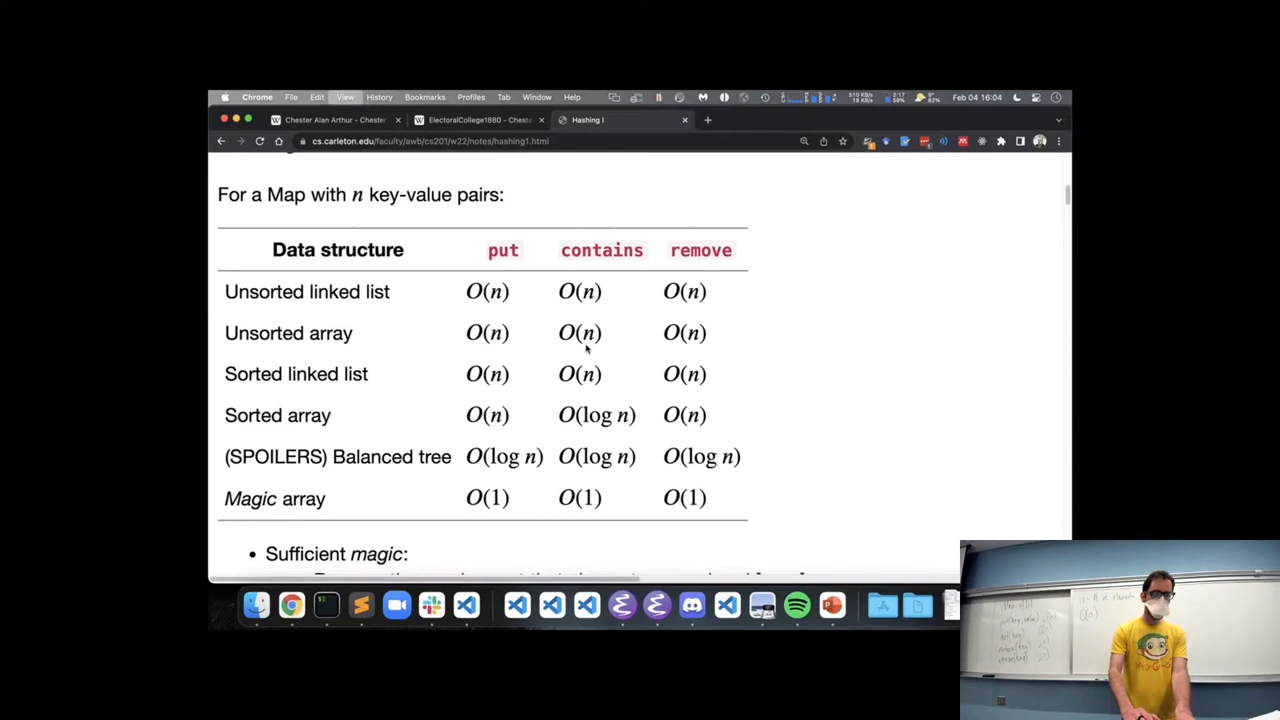 Chrome File Edit View History Bookmarks Profiles Tab Window Help Feb 04 16:04
Chester Alan Arthur - Chester
ElectoralCollege1880 - Cheste
Hashing I
cs.carleton.edu/faculty/awb/cs201/w22/notes/hashing1.html
For a Map with n key-value pairs:
Data structure put contains remove
Unsorted linked list O(n) O(n) O(n)
Unsorted array O(n) O(n) O(n)
Sorted linked list O(n) O(n) O(n)
Sorted array O(n) O(log n) O(n)
(SPOILERS) Balanced tree O(log n) O(log n) O(log n)
Magic array O(1) O(1) O(1)
• Sufficient magic:
O(n)